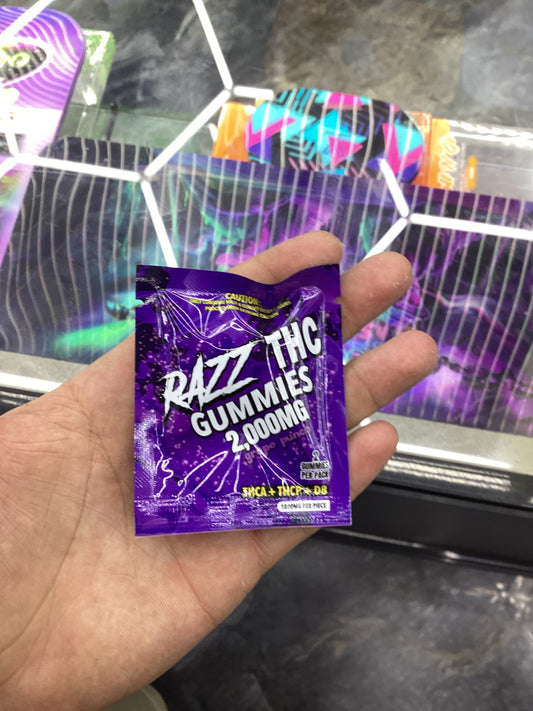 CAUTION:
RAZZ THC
GUMMIES
2,000MG
grape punch
2
GUMMIES
PER PACK
THCA + THCP + D8
1000MG PER PIECE